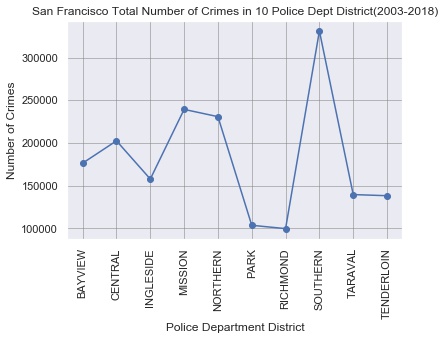 San Francisco Total Number of Crimes in 10 Police Dept District(2003-2018)
Number of Crimes
300000
250000
200000
150000
100000
BAYVIEW
CENTRAL
INGLESIDE
MISSION
NORTHERN
PARK
RICHMOND
SOUTHERN
TARAVAL
TENDERLOIN
Police Department District